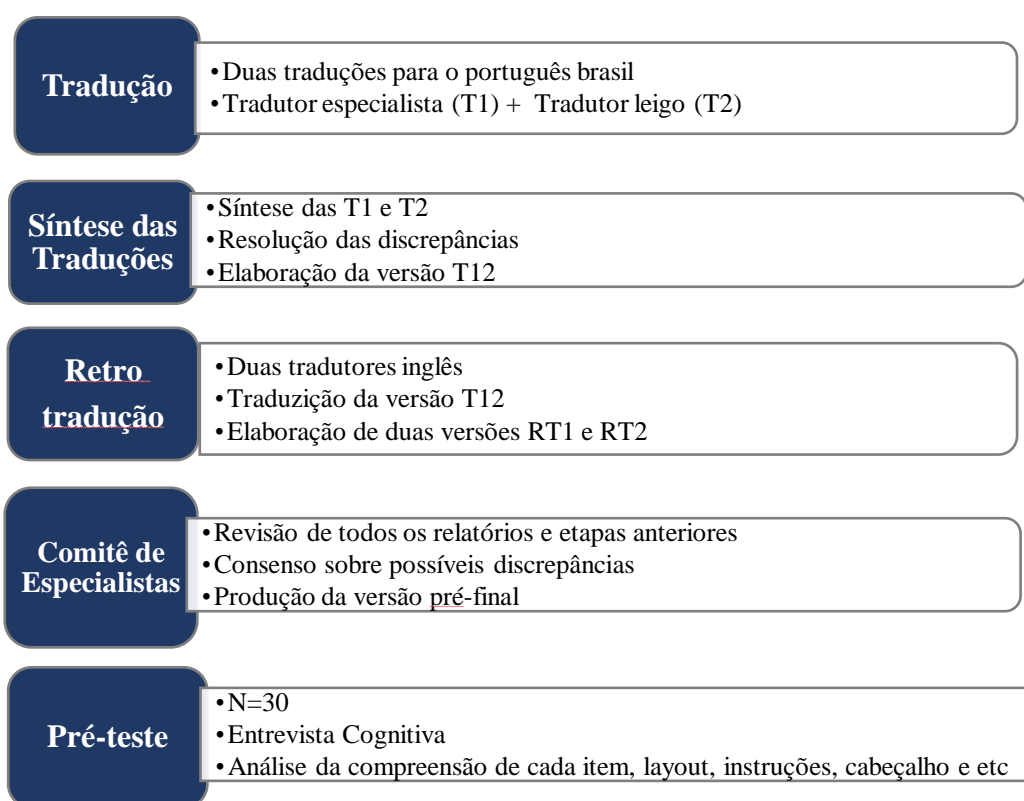 Tradução
•Duas traduções para o português brasil
•Tradutor especialista (T1) + Tradutor leigo (T2)
Síntese das
Traduções
•Síntese das T1 e T2
•Resolução das discrepâncias
•Elaboração da versão T12
Retro
tradução
•Duas tradutores inglês
•Traduzição da versão T12
•Elaboração de duas versões RT1 e RT2
Comitê de
Especialistas
•Revisão de todos os relatórios e etapas anteriores
•Consenso sobre possíveis discrepâncias
•Produção da versão pré-final
Pré-teste
•N=30
•Entrevista Cognitiva
•Análise da compreensão de cada item, layout, instruções, cabeçalho e etc